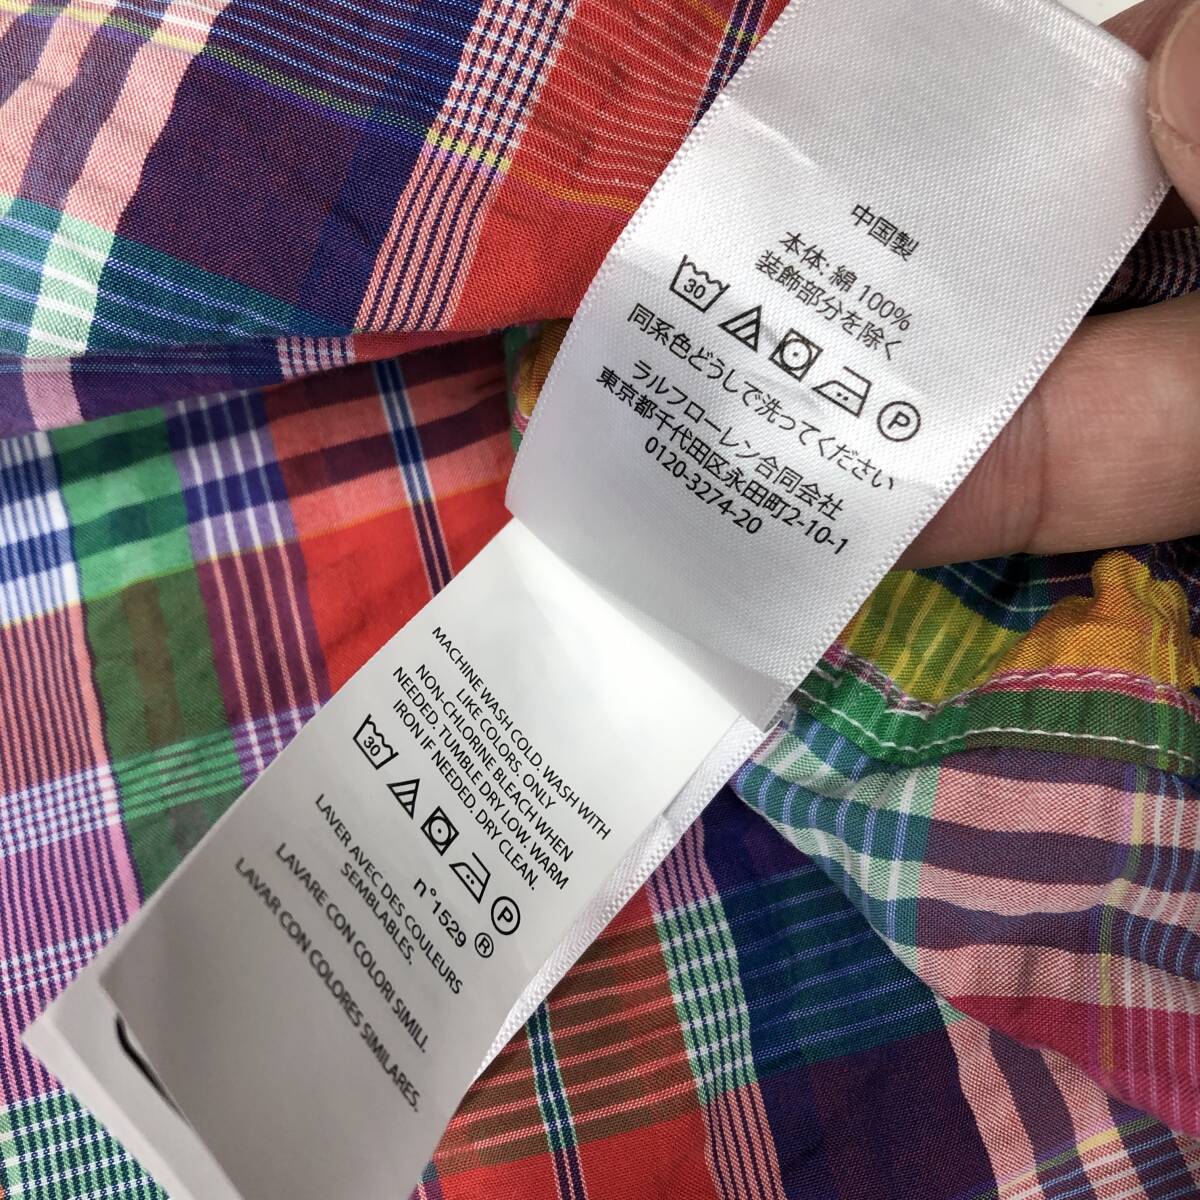 中国製
本体: 綿 100%
装飾部分を除く
30 P
同系色どうしで洗ってください
ラルフローレン合同会社
東京都千代田区永田町2-10-1
0120-3274-20
MACHINE WASH COLD. WASH WITH
LIKE COLORS. ONLY
NON-CHLORINE BLEACH WHEN
NEEDED. TUMBLE DRY LOW. WARM
IRON IF NEEDED. DRY CLEAN.
30 P
n° 1529 ®
LAVER AVEC DES COULEURS
SEMBLABLES.
LAVARE CON COLORI SIMILI.
LAVAR CON COLORES SIMILARES.